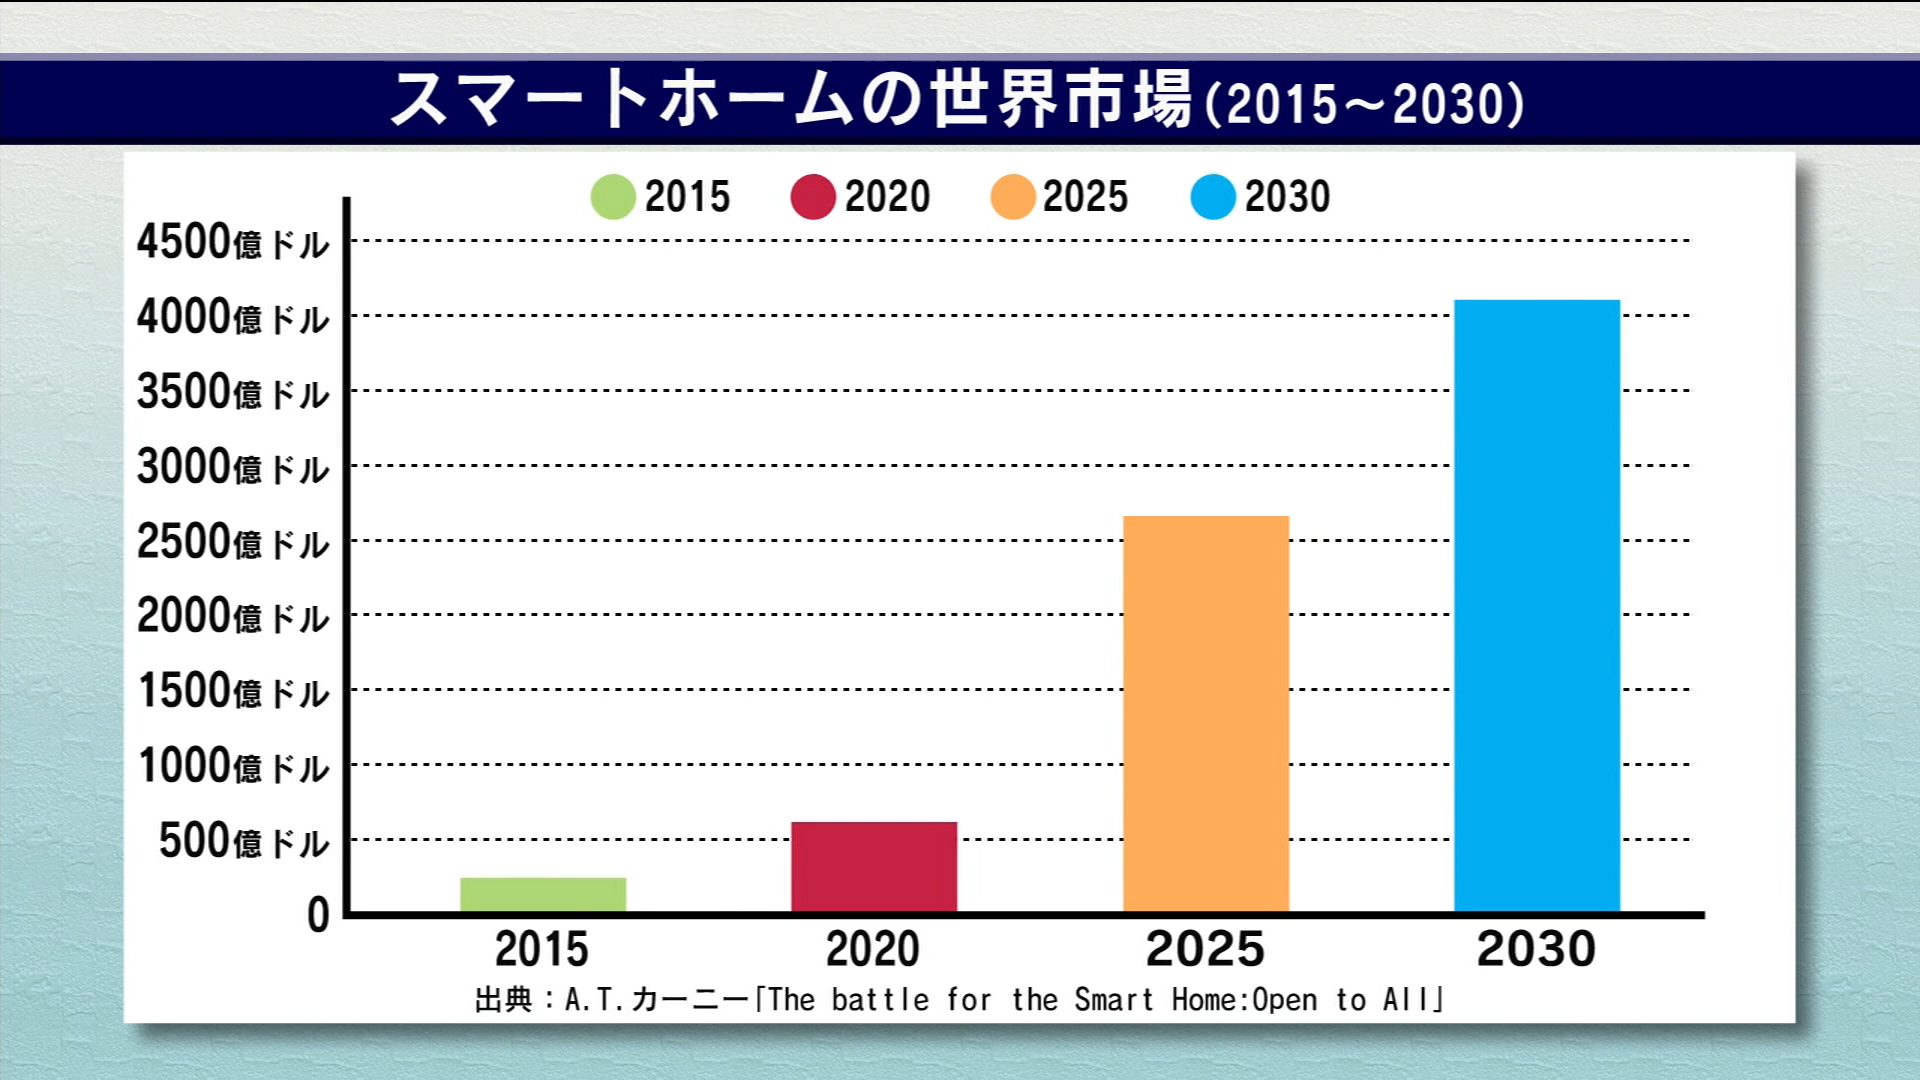 スマートホームの世界市場(2015～2030)
2015 2020 2025 2030
4500億ドル
4000億ドル
3500億ドル
3000億ドル
2500億ドル
2000億ドル
1500億ドル
1000億ドル
500億ドル
0
2015 2020 2025 2030
出典：A.T.カーニー｢The battle for the Smart Home:Open to All｣